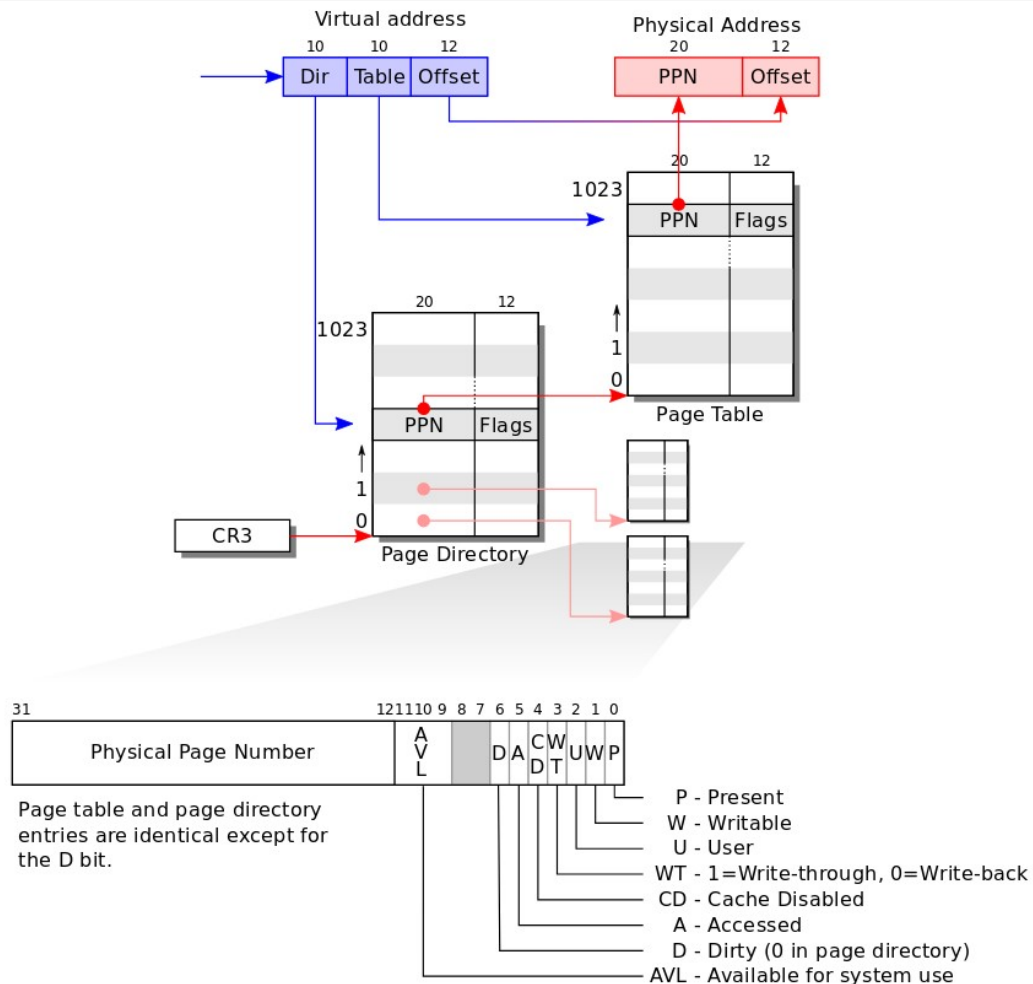 Virtual address
Physical Address
10 10 12
20 12
Dir Table Offset
PPN Offset
20 12
1023
PPN Flags
20 12
1023
1
0
Page Table
PPN Flags
1
0
CR3
Page Directory
31 12 11 10 9 8 7 6 5 4 3 2 1 0
Physical Page Number
AVL
D A CD WT U W P
Page table and page directory
entries are identical except for
the D bit.
P - Present
W - Writable
U - User
WT - 1=Write-through, 0=Write-back
CD - Cache Disabled
A - Accessed
D - Dirty (0 in page directory)
AVL - Available for system use